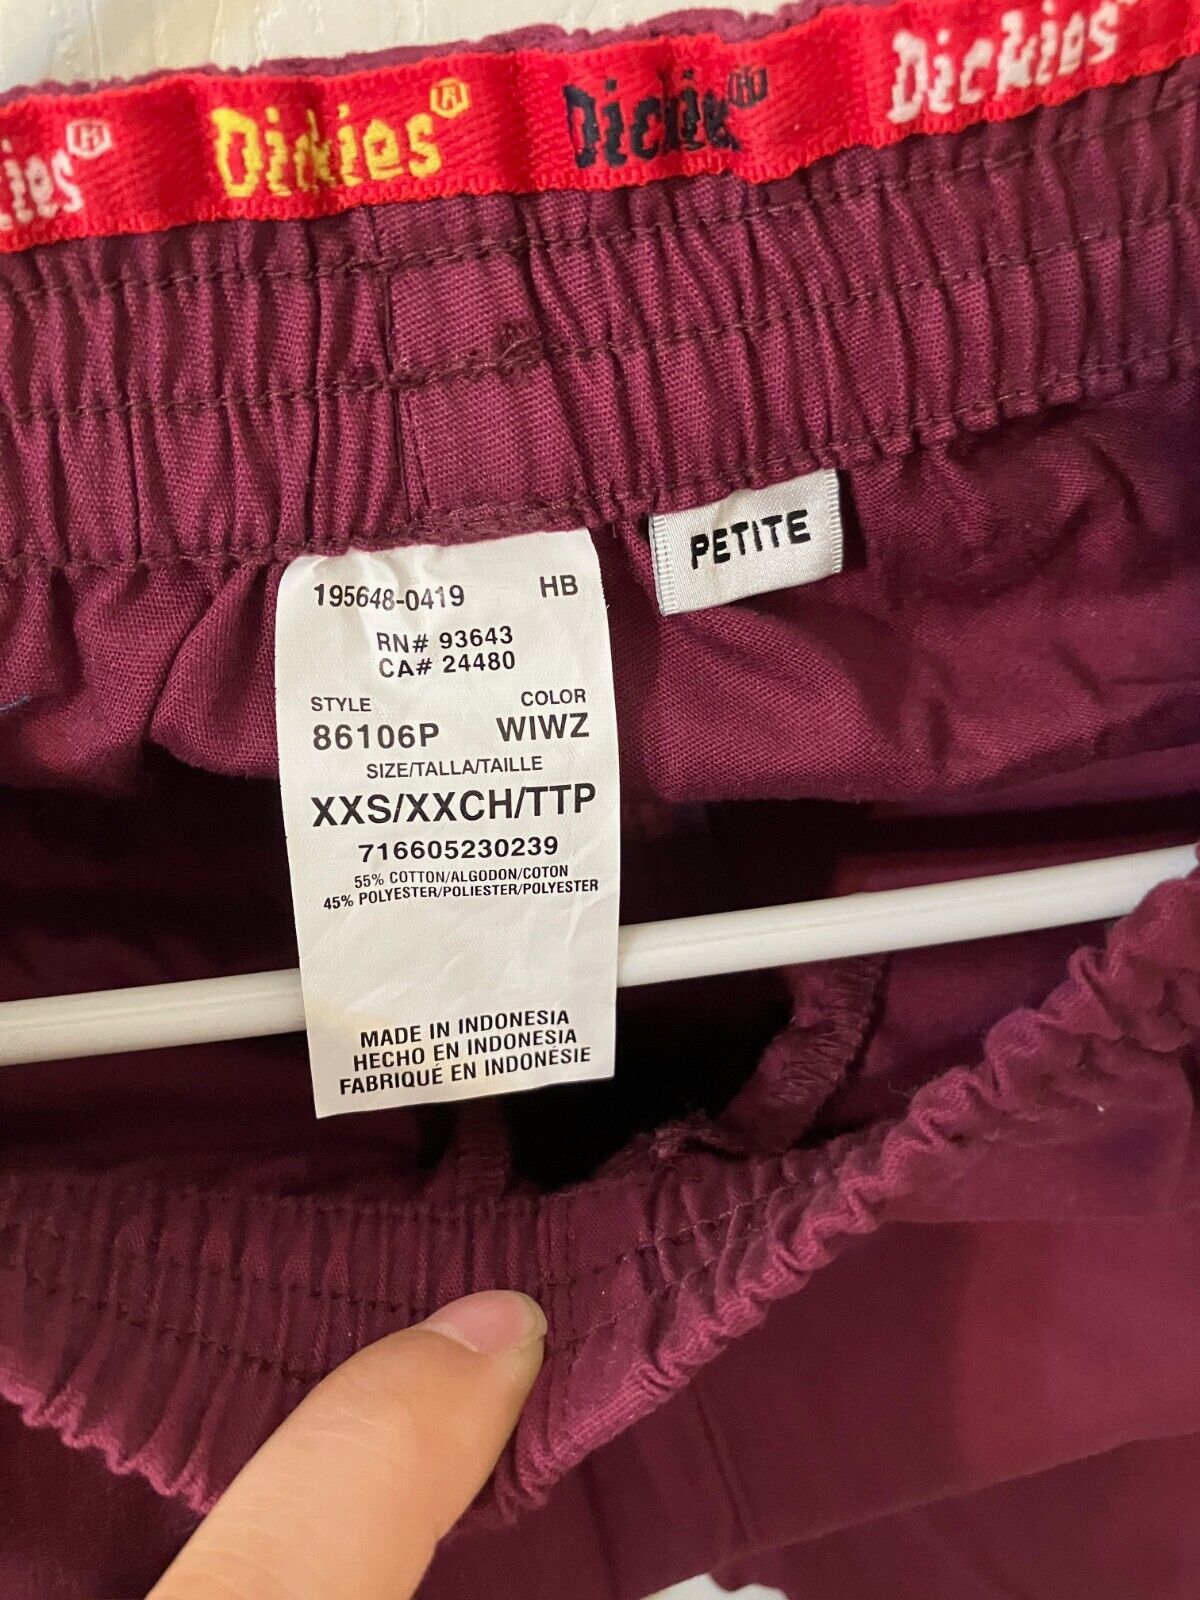 kies®
Dickies®
Dickies®
Dickies
PETITE
195648-0419 HB
RN# 93643
CA# 24480
STYLE COLOR
86106P WIWZ
SIZE/TALLA/TAILLE
XXS/XXCH/TTP
716605230239
55% COTTON/ALGODON/COTON
45% POLYESTER/POLIESTER/POLYESTER
MADE IN INDONESIA
HECHO EN INDONESIA
FABRIQUÉ EN INDONÉSIE